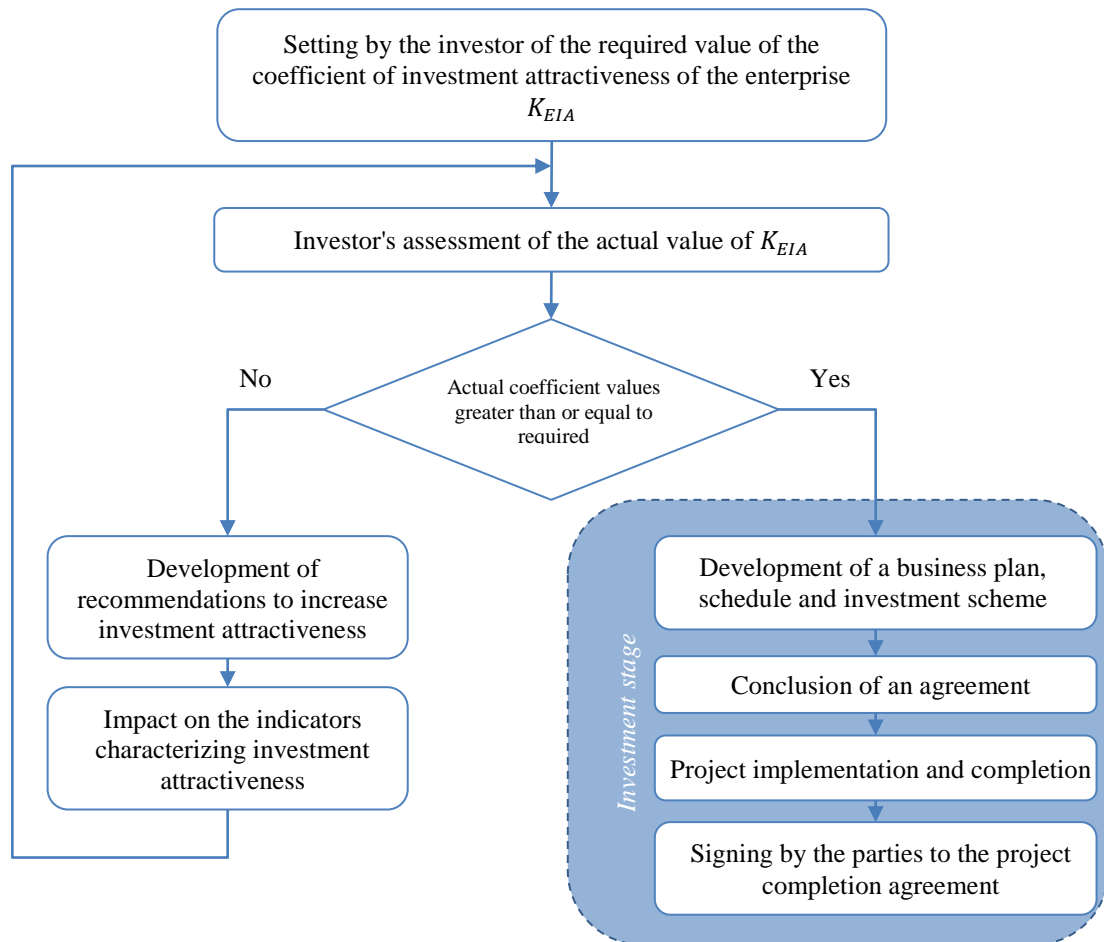 Setting by the investor of the required value of the
coefficient of investment attractiveness of the enterprise
K_EIA
Investor's assessment of the actual value of K_EIA
No
Actual coefficient values
greater than or equal to
required
Yes
Development of
recommendations to increase
investment attractiveness
Impact on the indicators
characterizing investment
attractiveness
Investment stage
Development of a business plan,
schedule and investment scheme
Conclusion of an agreement
Project implementation and completion
Signing by the parties to the project
completion agreement